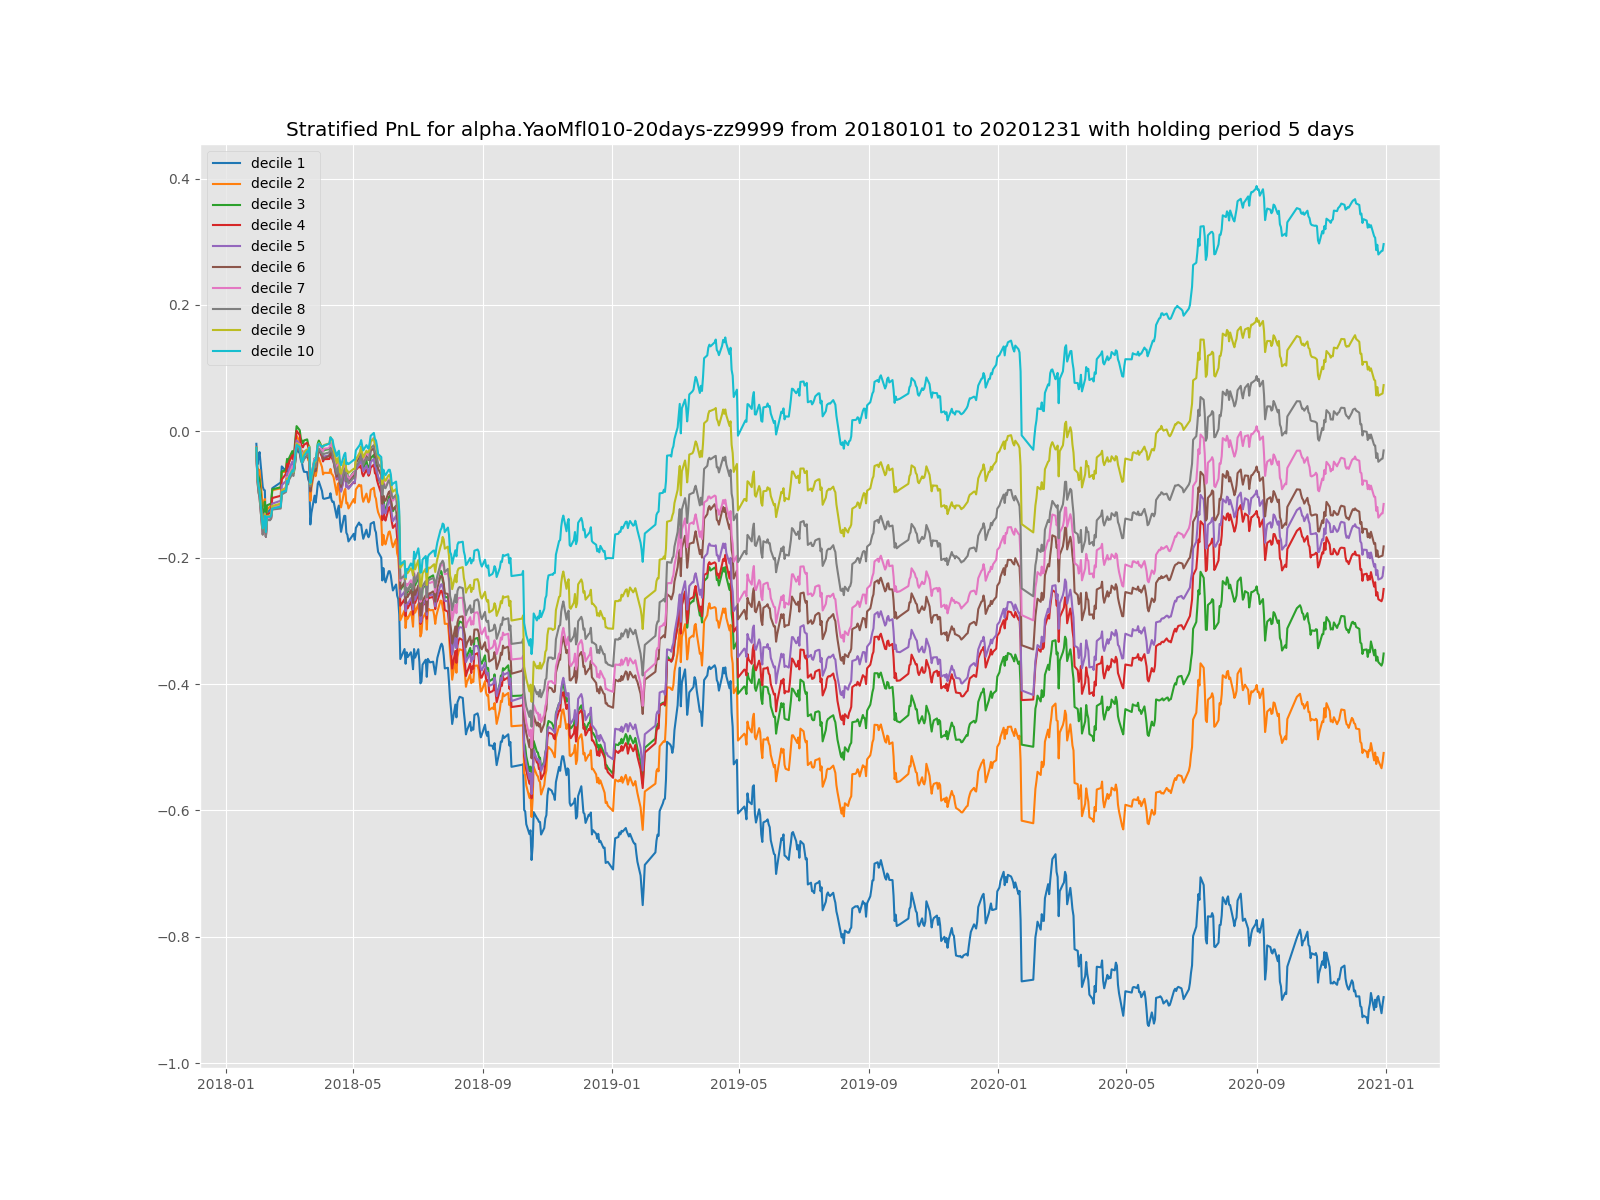 Stratified PnL for alpha.YaoMfl010-20days-zz9999 from 20180101 to 20201231 with holding period 5 days
decile 1
decile 2
decile 3
decile 4
decile 5
decile 6
decile 7
decile 8
decile 9
decile 10
0.4
0.2
0.0
−0.2
−0.4
−0.6
−0.8
−1.0
2018-01 2018-05 2018-09 2019-01 2019-05 2019-09 2020-01 2020-05 2020-09 2021-01